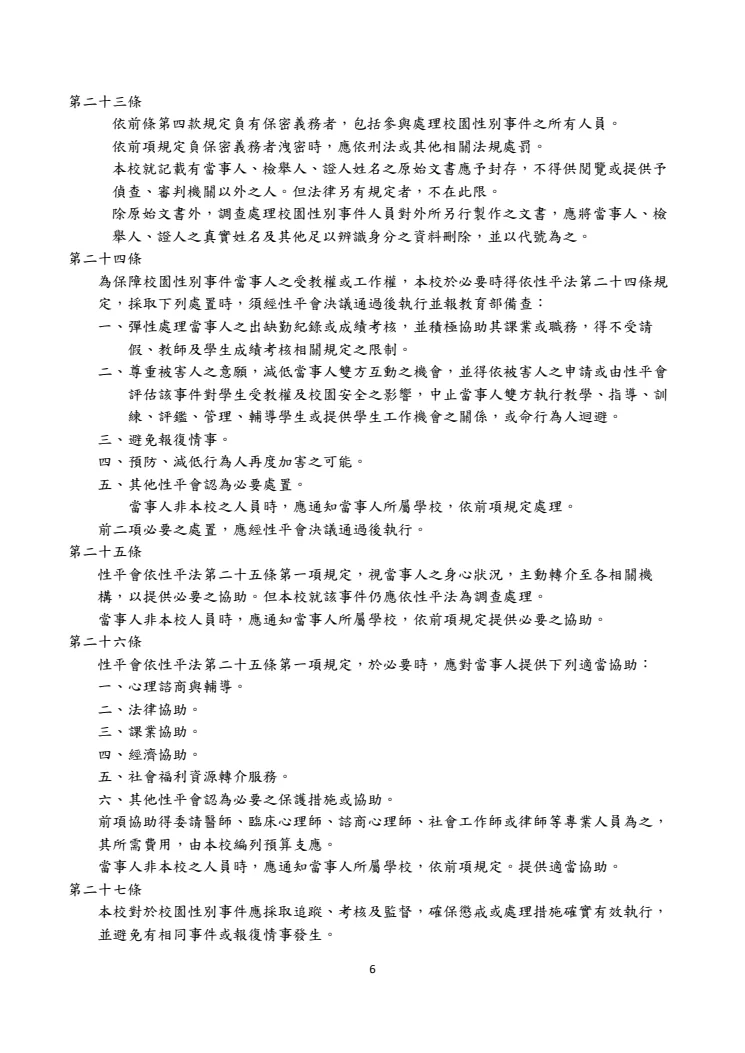 第二十三條
依前條第四款規定負有保密義務者，包括參與處理校園性別事件之所有人員。
依前項規定負保密義務者洩密時，應依刑法或其他相關法規處罰。
本校就記載有當事人、檢舉人、證人姓名之原始文書應予封存，不得供閱覽或提供予
偵查、審判機關以外之人。但法律另有規定者，不在此限。
除原始文書外，調查處理校園性別事件人員對外所另行製作之文書，應將當事人、檢
舉人、證人之真實姓名及其他足以辨識身分之資料刪除，並以代號為之。
第二十四條
為保障校園性別事件當事人之受教權或工作權，本校於必要時得依性平法第二十四條規
定，採取下列處置時，須經性平會決議通過後執行並報教育部備查：
一、彈性處理當事人之出缺勤紀錄或成績考核，並積極協助其課業或職務，得不受請
假、教師及學生成績考核相關規定之限制。
二、尊重被害人之意願，減低當事人雙方互動之機會，並得依被害人之申請或由性平會
評估該事件對學生受教權及校園安全之影響，中止當事人雙方執行教學、指導、訓
練、評鑑、管理、輔導學生或提供學生工作機會之關係，或命行為人迴避。
三、避免報復情事。
四、預防、減低行為人再度加害之可能。
五、其他性平會認為必要處置。
當事人非本校之人員時，應通知當事人所屬學校，依前項規定處理。
前二項必要之處置，應經性平會決議通過後執行。
第二十五條
性平會依性平法第二十五條第一項規定，視當事人之身心狀況，主動轉介至各相關機
構，以提供必要之協助。但本校就該事件仍應依性平法為調查處理。
當事人非本校人員時，應通知當事人所屬學校，依前項規定提供必要之協助。
第二十六條
性平會依性平法第二十五條第一項規定，於必要時，應對當事人提供下列適當協助：
一、心理諮商與輔導。
二、法律協助。
三、課業協助。
四、經濟協助。
五、社會福利資源轉介服務。
六、其他性平會認為必要之保護措施或協助。
前項協助得委請醫師、臨床心理師、諮商心理師、社會工作師或律師等專業人員為之，
其所需費用，由本校編列預算支應。
當事人非本校之人員時，應通知當事人所屬學校，依前項規定。提供適當協助。
第二十七條
本校對於校園性別事件應採取追蹤、考核及監督，確保懲戒或處理措施確實有效執行，
並避免有相同事件或報復情事發生。
6